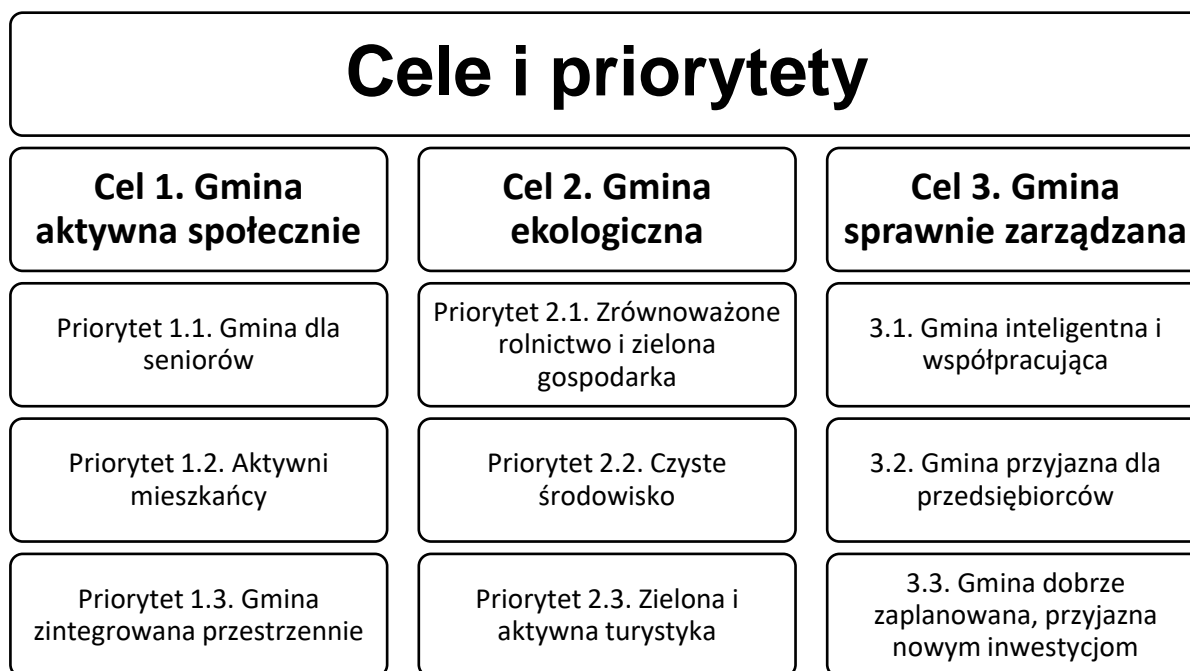 Cele i priorytety
Cel 1. Gmina
aktywna społecznie
Priorytet 1.1. Gmina dla
seniorów
Priorytet 1.2. Aktywni
mieszkańcy
Priorytet 1.3. Gmina
zintegrowana przestrzennie
Cel 2. Gmina
ekologiczna
Priorytet 2.1. Zrównoważone
rolnictwo i zielona
gospodarka
Priorytet 2.2. Czyste
środowisko
Priorytet 2.3. Zielona i
aktywna turystyka
Cel 3. Gmina
sprawnie zarządzana
3.1. Gmina inteligentna i
współpracująca
3.2. Gmina przyjazna dla
przedsiębiorców
3.3. Gmina dobrze
zaplanowana, przyjazna
nowym inwestycjom